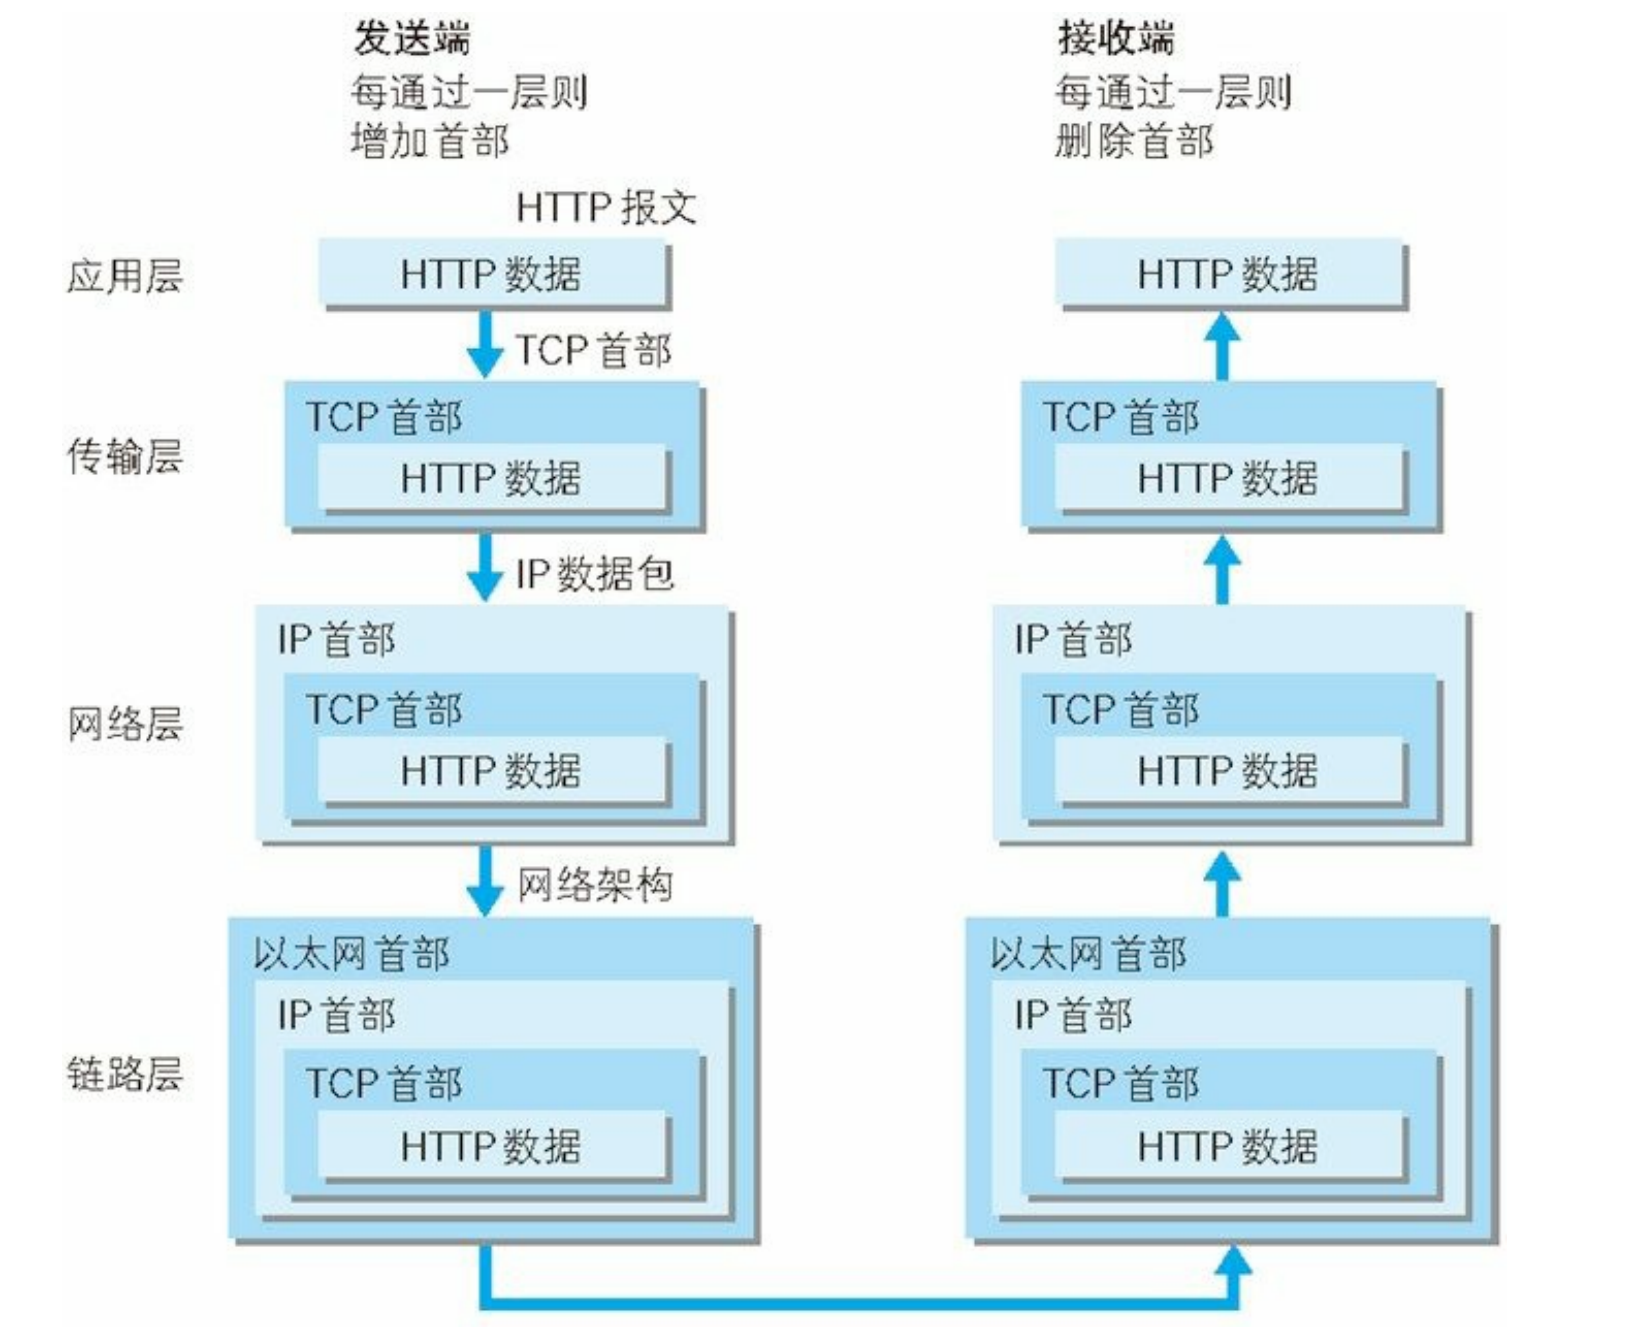 发送端
每通过一层则
增加首部
接收端
每通过一层则
删除首部
HTTP 报文
应用层
HTTP 数据
HTTP 数据
TCP 首部
传输层
TCP 首部
HTTP 数据
TCP 首部
HTTP 数据
IP 数据包
网络层
IP 首部
TCP 首部
HTTP 数据
IP 首部
TCP 首部
HTTP 数据
网络架构
链路层
以太网首部
IP 首部
TCP 首部
HTTP 数据
以太网首部
IP 首部
TCP 首部
HTTP 数据